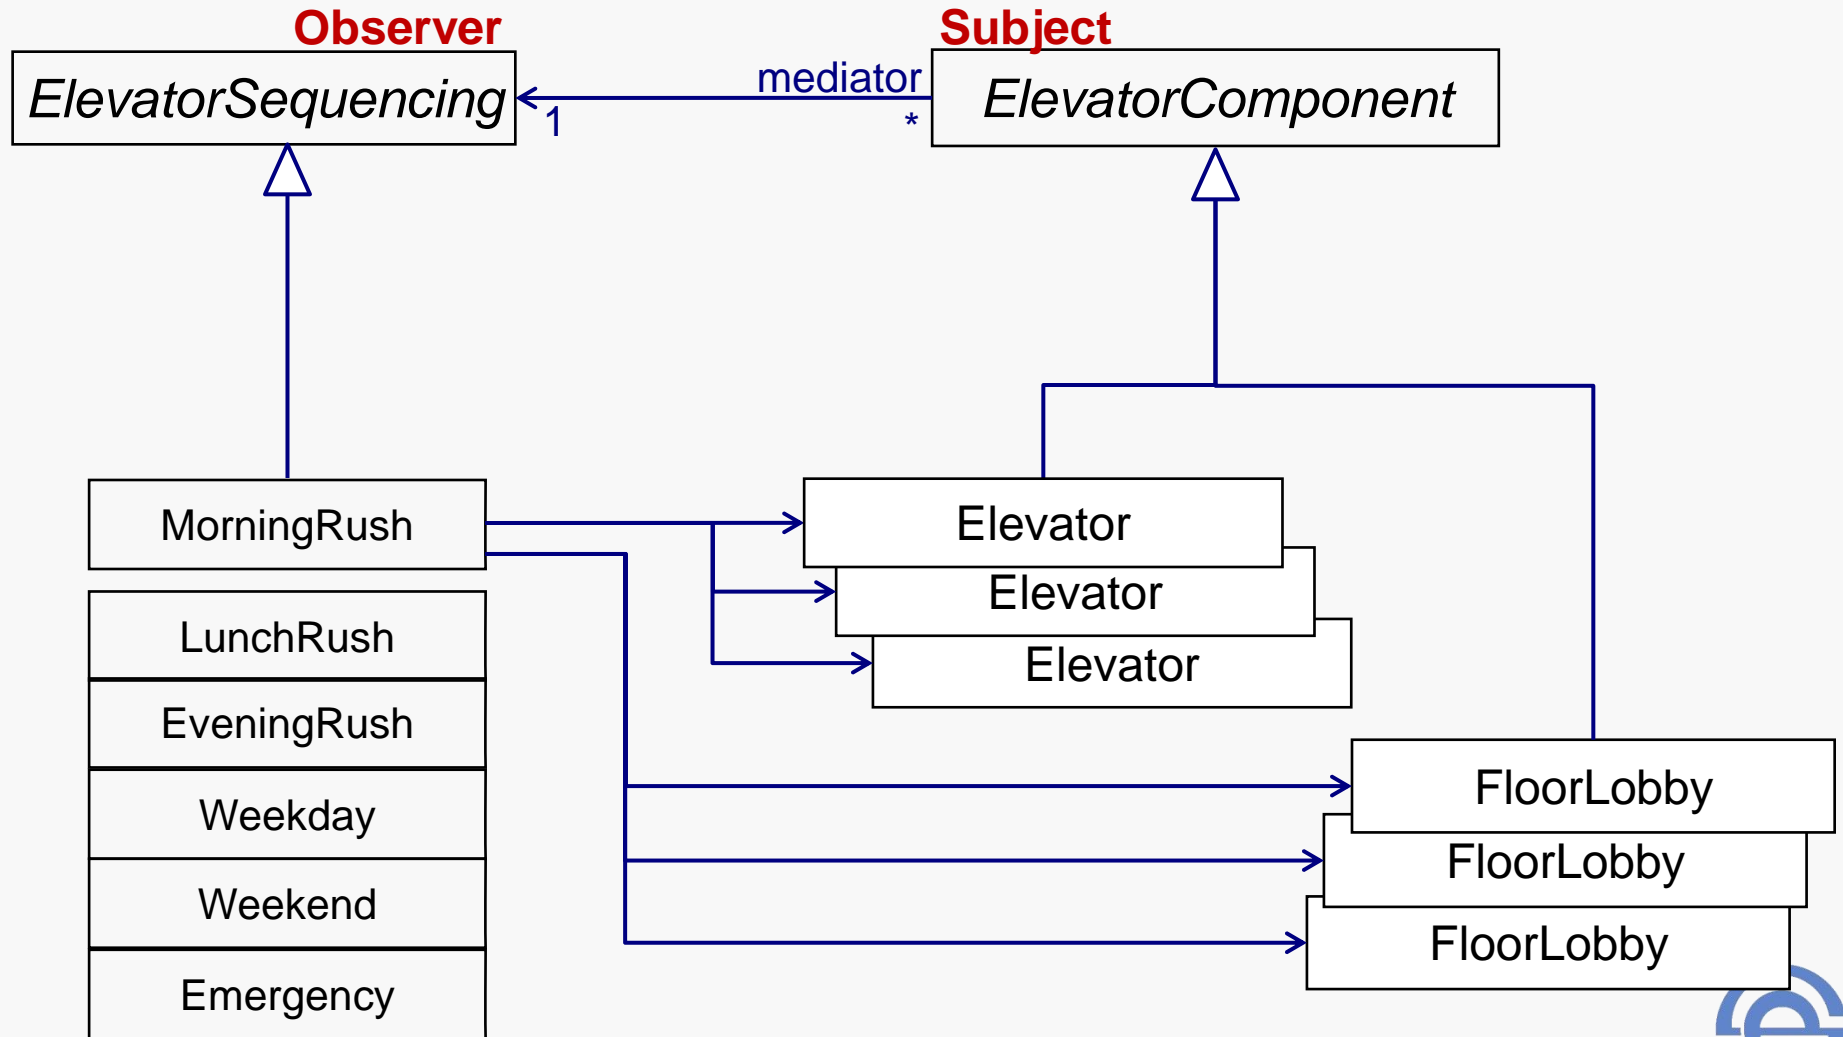 Observer
Subject
ElevatorSequencing
mediator
1
*
ElevatorComponent
MorningRush
LunchRush
EveningRush
Weekday
Weekend
Emergency
Elevator
Elevator
Elevator
FloorLobby
FloorLobby
FloorLobby